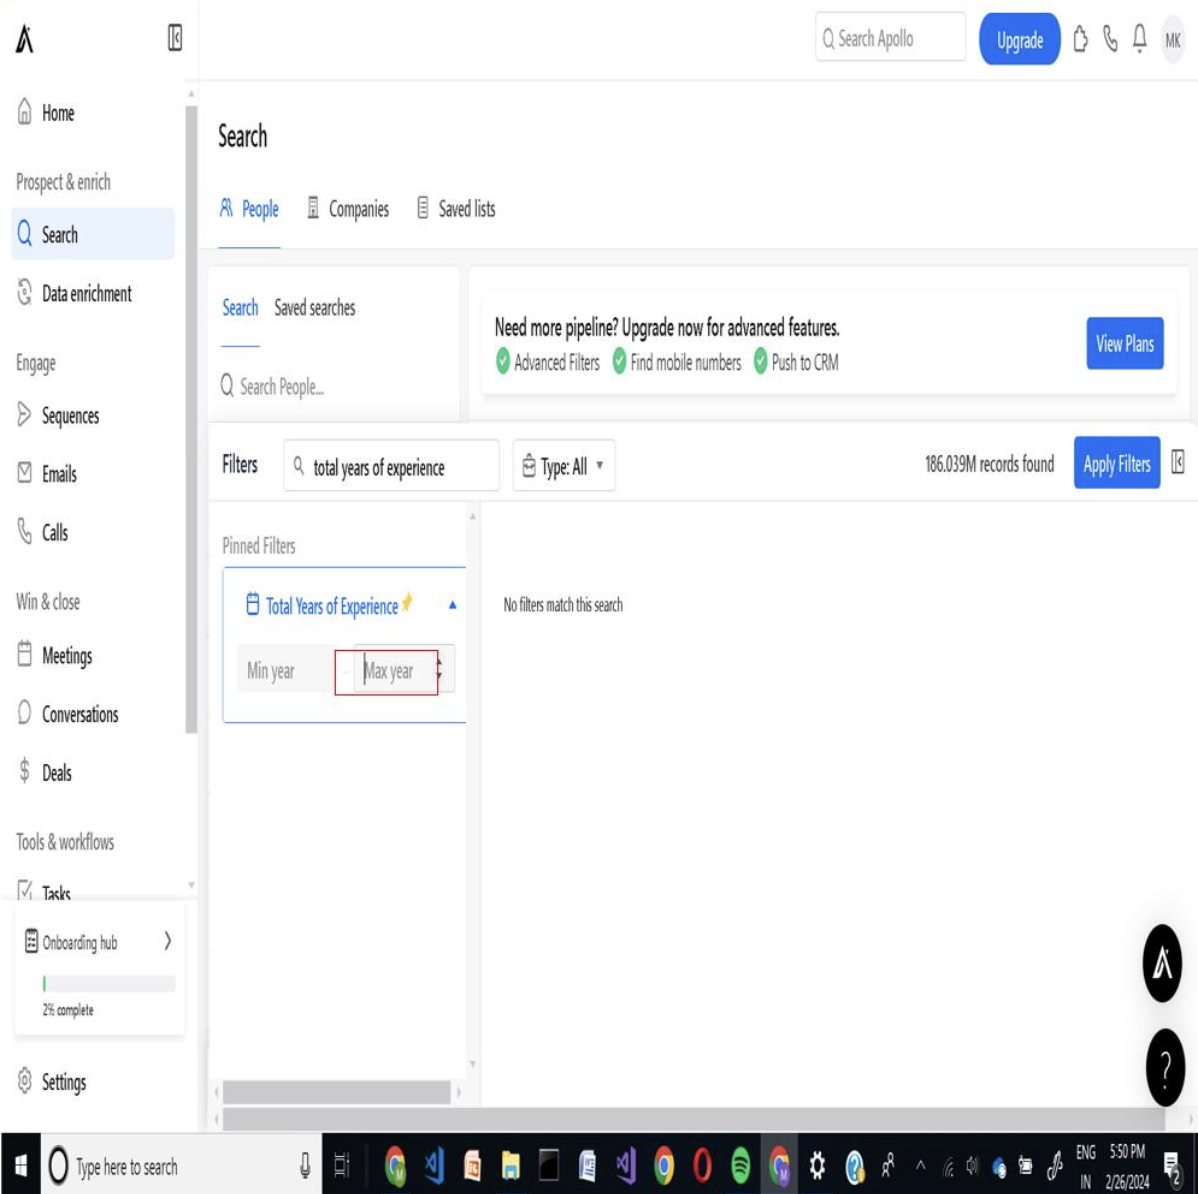 Search Apollo
Upgrade
MK
Home
Prospect & enrich
Search
Data enrichment
Engage
Sequences
Emails
Calls
Win & close
Meetings
Conversations
Deals
Tools & workflows
Tasks
Onboarding hub
2% complete
Settings
Search
People Companies Saved lists
Search Saved searches
Search People...
Need more pipeline? Upgrade now for advanced features.
Advanced Filters Find mobile numbers Push to CRM
View Plans
Filters total years of experience Type: All 186.039M records found Apply Filters
Pinned Filters
Total Years of Experience
Min year - Max year
No filters match this search
?
Type here to search
ENG 5:50 PM
IN 2/26/2024
2